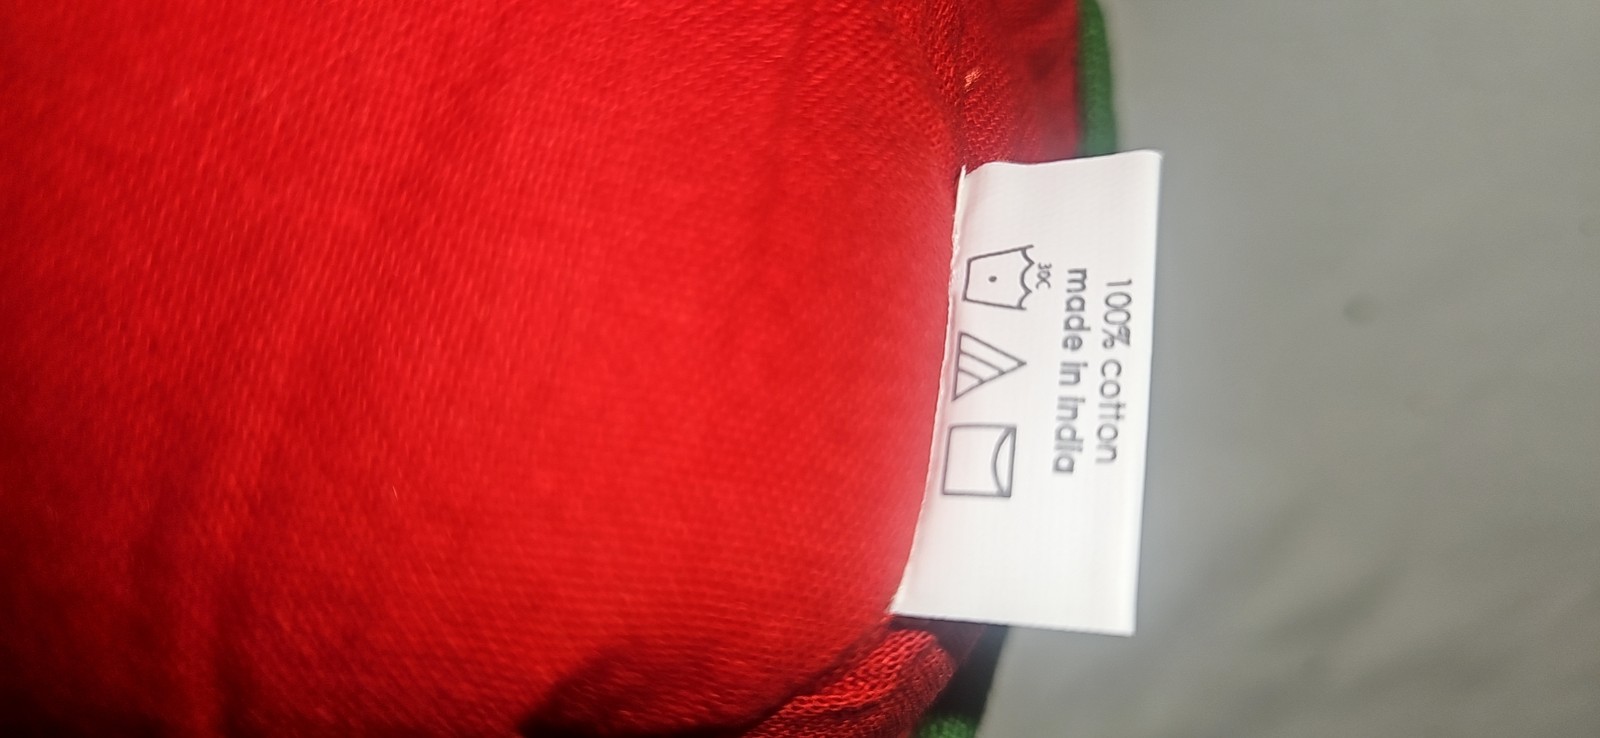 100% cotton
made in india
30C